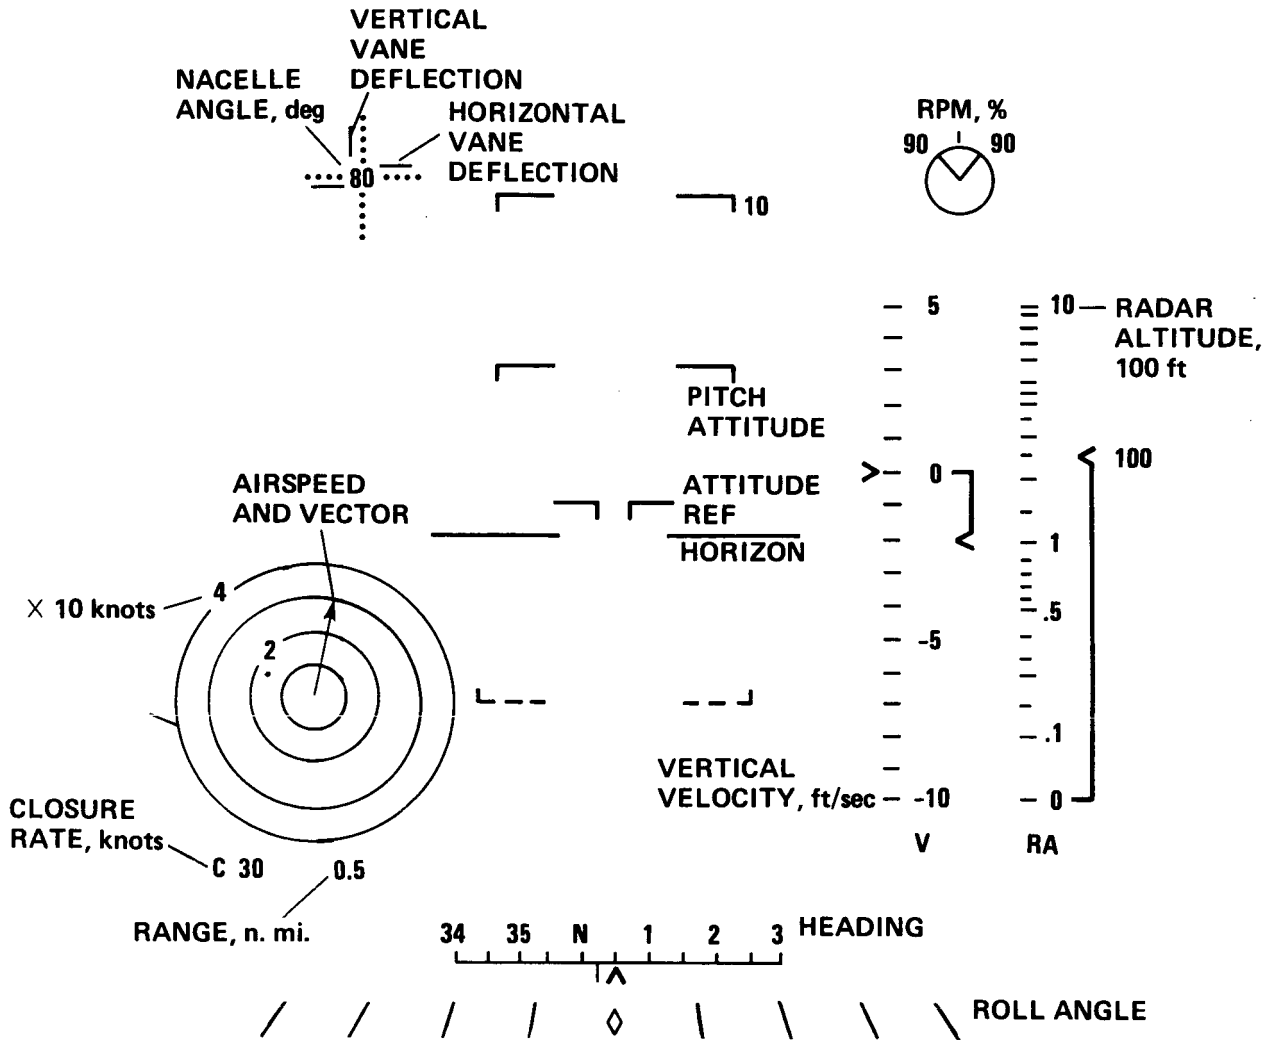 VERTICAL
VANE
DEFLECTION
NACELLE
ANGLE, deg
HORIZONTAL
VANE
DEFLECTION
80
10
RPM, %
90 90
5
0
-5
-10
V
10
1
.5
.1
0
RA
RADAR
ALTITUDE,
100 ft
100
PITCH
ATTITUDE
ATTITUDE
REF
HORIZON
AIRSPEED
AND VECTOR
X 10 knots
4
2
VERTICAL
VELOCITY, ft/sec
CLOSURE
RATE, knots
C 30
0.5
RANGE, n. mi.
34 35 N 1 2 3
HEADING
ROLL ANGLE